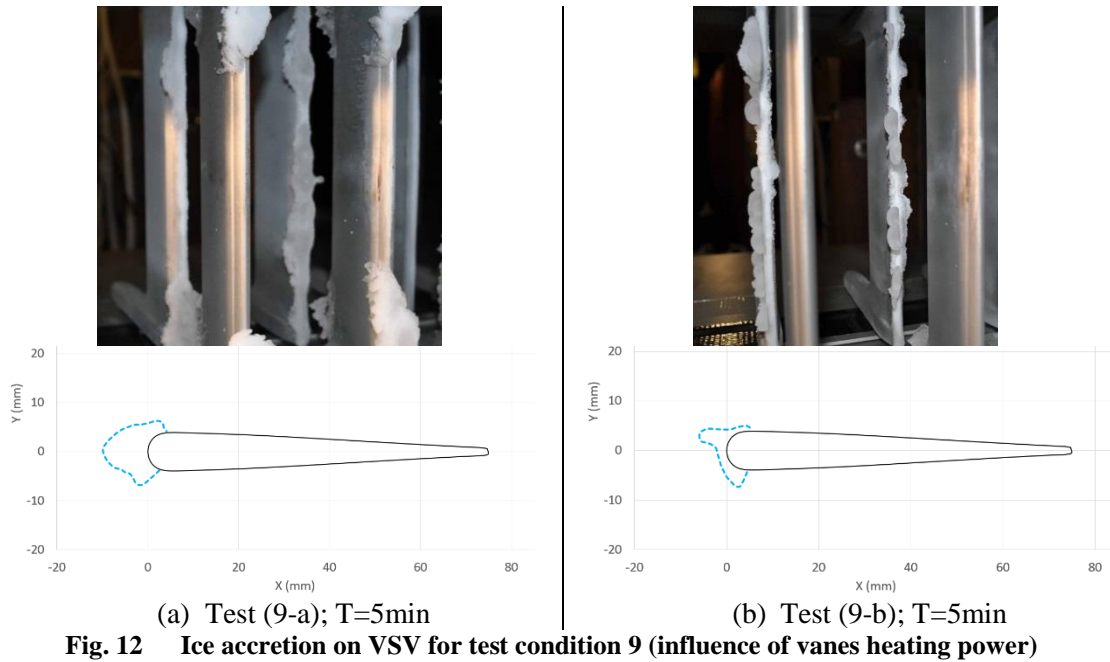 20
10
0
-10
-20
Y (mm)
-20 0 20 40 60 80
X (mm)
(a) Test (9-a); T=5min
20
10
0
-10
-20
Y (mm)
-20 0 20 40 60 80
X (mm)
(b) Test (9-b); T=5min
Fig. 12 Ice accretion on VSV for test condition 9 (influence of vanes heating power)